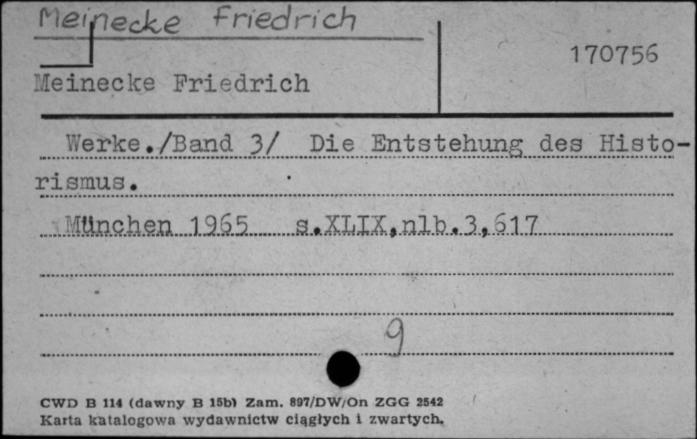 Meinecke Friedrich
170756
Meinecke Friedrich
Werke./Band 3/ Die Entstehung des Histo-
rismus.
München 1965 s.XLIX,nlb.3,617
9
CWD B 114 (dawny B 15b) Zam. 897/DW/On ZGG 2542
Karta katalogowa wydawnictw ciągłych i zwartych.